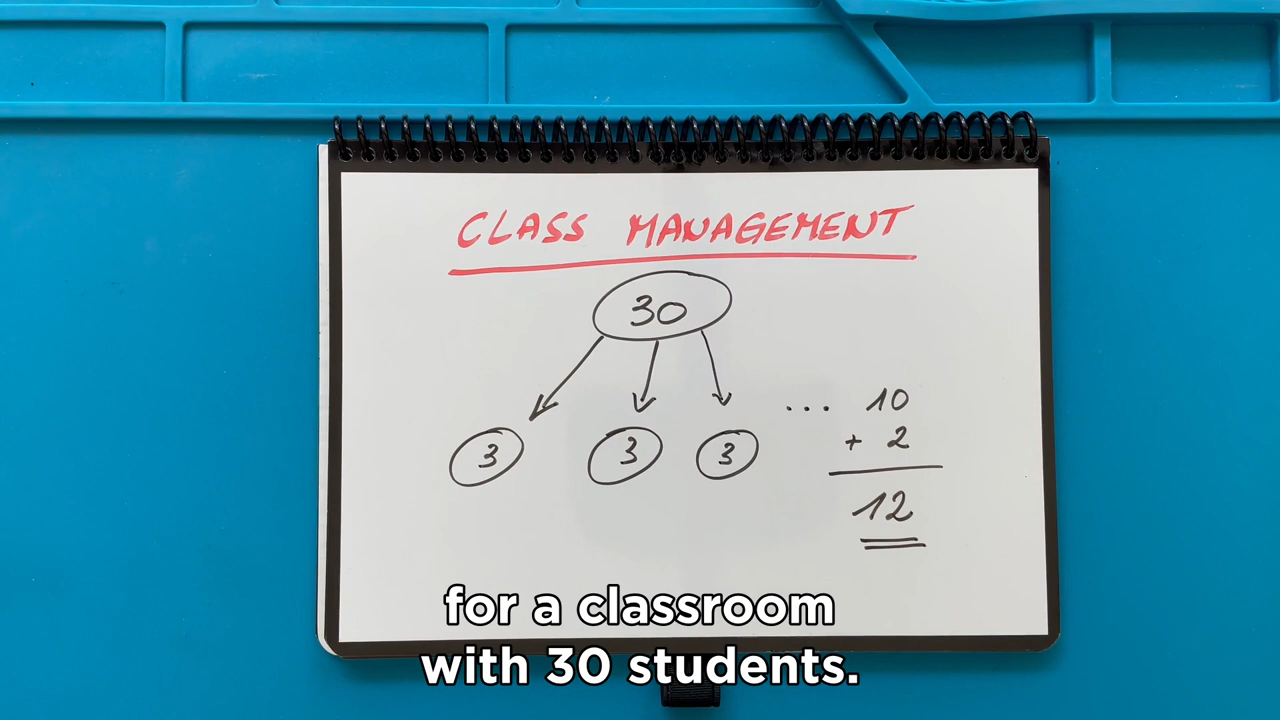 CLASS MANAGEMENT
30
3 3 3 ... 10
+ 2
12
for a classroom
with 30 students.